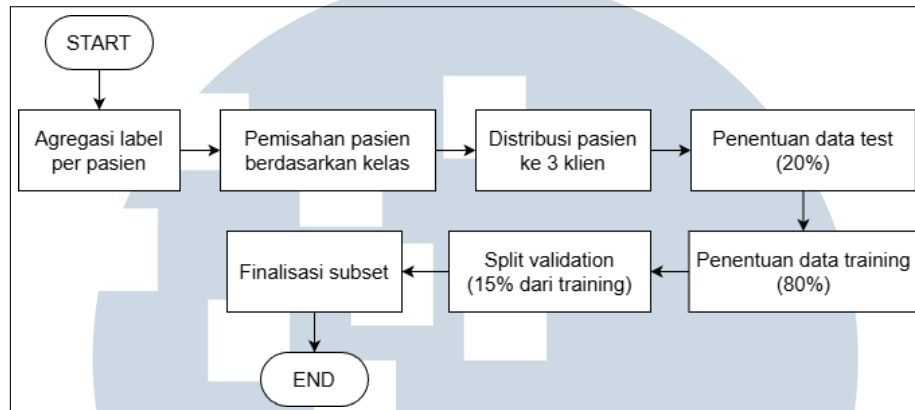 START
Agregasi label
per pasien
Pemisahan pasien
berdasarkan kelas
Distribusi pasien
ke 3 klien
Penentuan data test
(20%)
Penentuan data training
(80%)
Split validation
(15% dari training)
Finalisasi subset
END